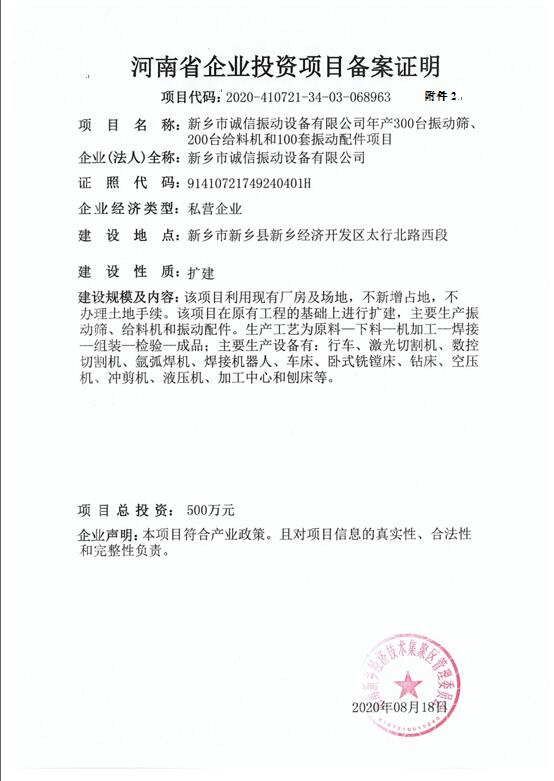 河南省企业投资项目备案证明
项目代码：2020-410721-34-03-068963
附件 2.
项目名称：新乡市诚信振动设备有限公司年产300台振动筛、
200台给料机和100套振动配件项目
企业(法人)全称：新乡市诚信振动设备有限公司
证照代码：91410721749240401H
企业经济类型：私营企业
建设地点：新乡市新乡县新乡经济开发区太行北路西段
建设性质：扩建
建设规模及内容：该项目利用现有厂房及场地，不新增占地，不
办理土地手续。该项目在原有工程的基础上进行扩建，主要生产振
动筛、给料机和振动配件。生产工艺为原料—下料—机加工--焊接
—组装—检验—成品；主要生产设备有：行车、激光切割机、数控
切割机、氩弧焊机、焊接机器人、车床、卧式铣镗床、钻床、空压
机、冲剪机、液压机、加工中心和刨床等。
项目总投资：500万元
企业声明：本项目符合产业政策。且对项目信息的真实性、合法性
和完整性负责。
新乡经济技术集聚区管理委员会
2020年08月18日